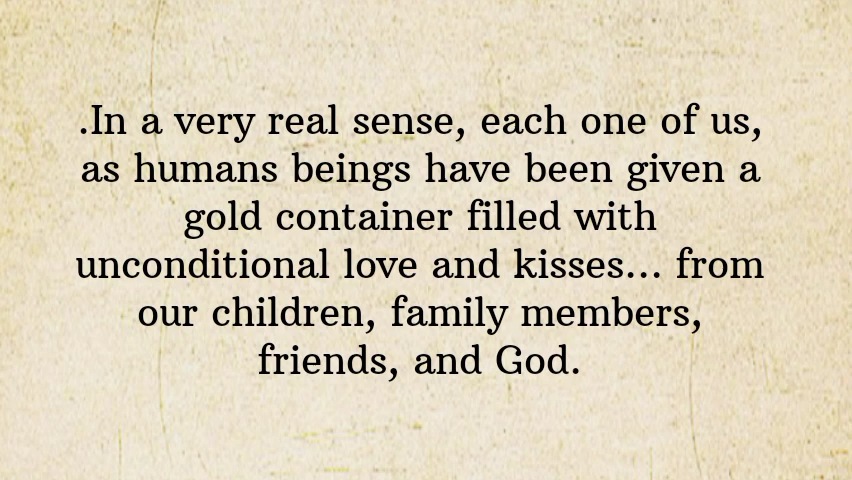 .In a very real sense, each one of us,
as humans beings have been given a
gold container filled with
unconditional love and kisses... from
our children, family members,
friends, and God.